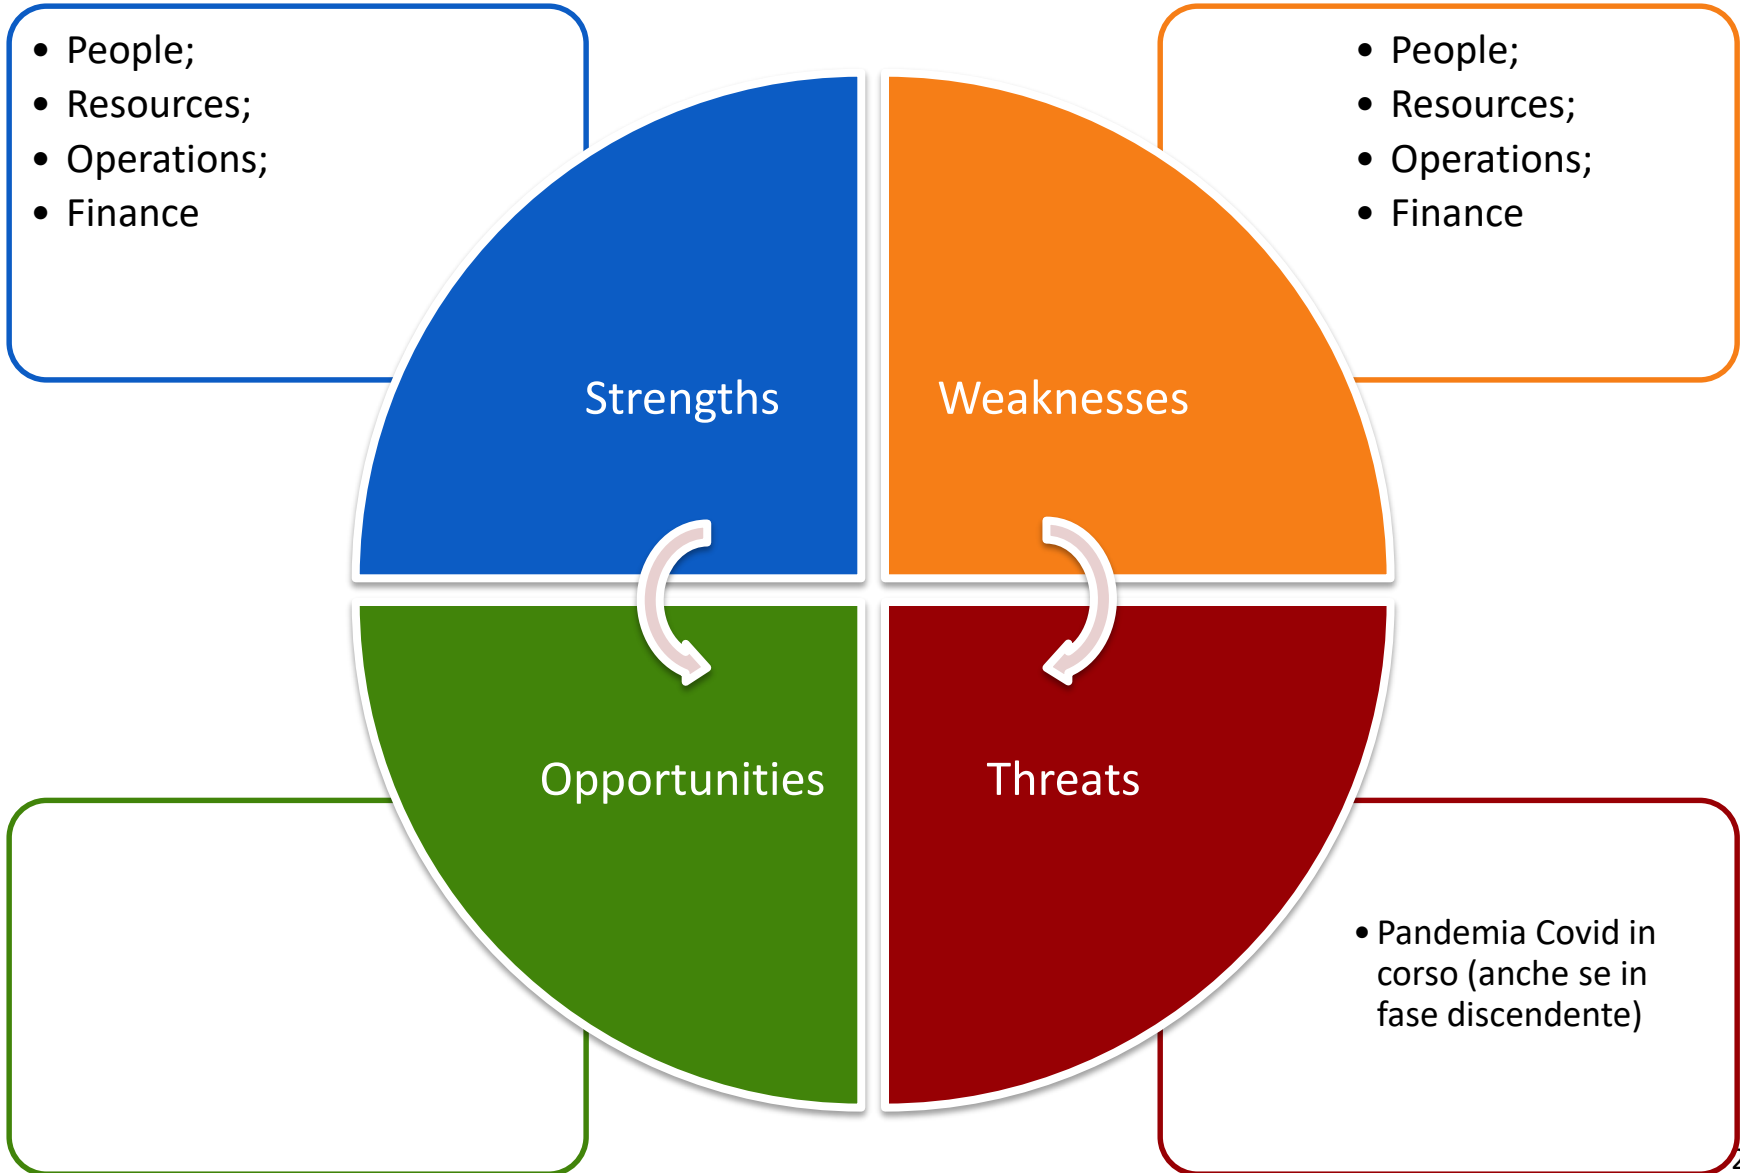 • People;
• Resources;
• Operations;
• Finance
• People;
• Resources;
• Operations;
• Finance
Strengths
Weaknesses
Opportunities
Threats
• Pandemia Covid in
corso (anche se in
fase discendente)